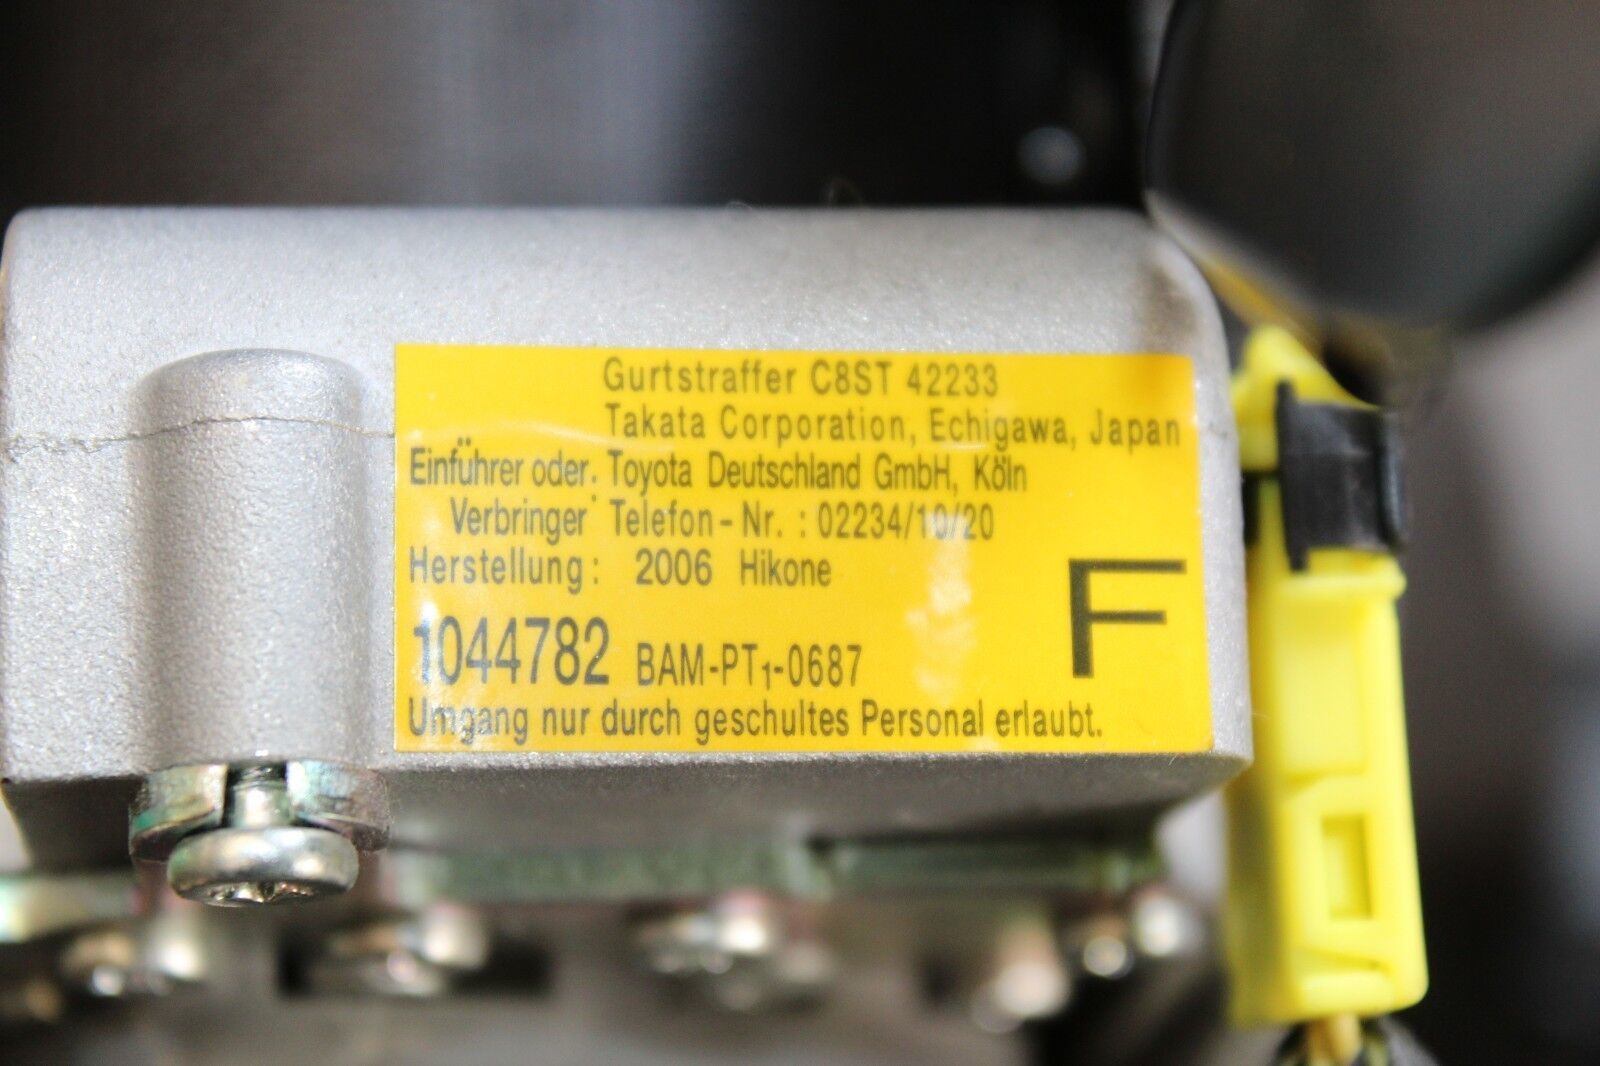 Gurtstraffer C8ST 42233
Takata Corporation, Echigawa, Japan
Einführer oder: Toyota Deutschland GmbH, Köln
Verbringer Telefon-Nr. : 02234/10/20
Herstellung: 2006 Hikone
1044782 BAM-PT₁-0687
F
Umgang nur durch geschultes Personal erlaubt.